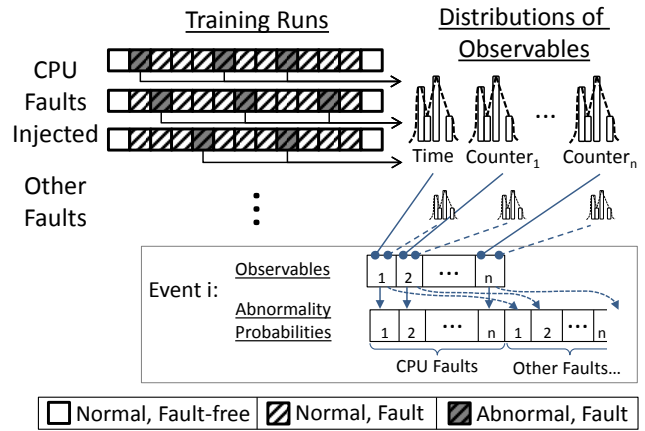 Training Runs
Distributions of
Observables
CPU
Faults
Injected
Time Counter1 ... Countern
Other
Faults
Event i:
Observables
1 2 ... n
Abnormality
Probabilities
1 2 ... n 1 2 ... n
CPU Faults Other Faults...
Normal, Fault-free Normal, Fault Abnormal, Fault